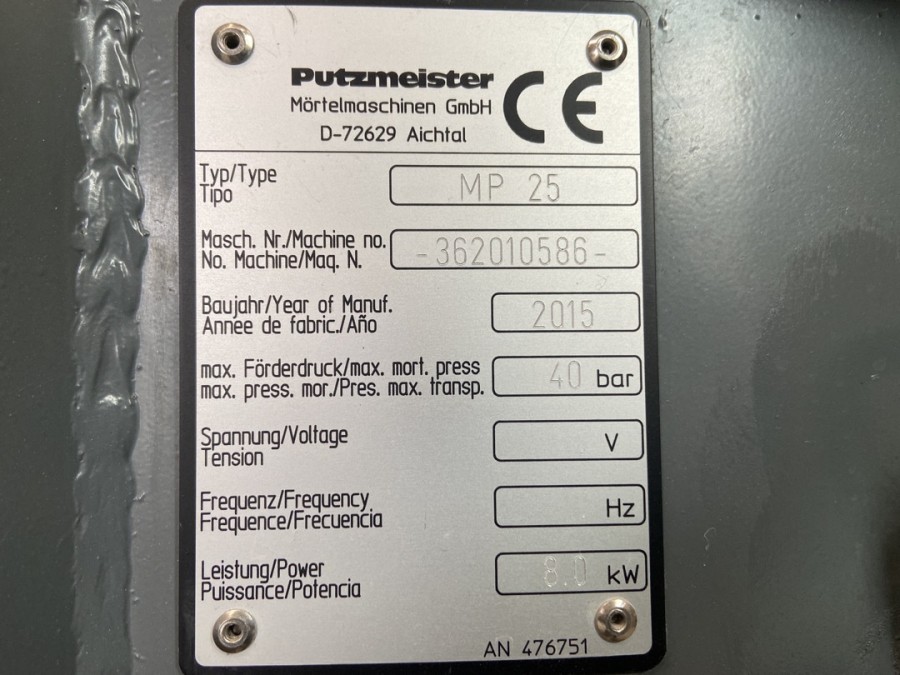 Putzmeister
Mörtelmaschinen GmbH
D-72629 Aichtal
CE
Typ/Type
Tipo
MP 25
Masch. Nr./Machine no.
No. Machine/Maq. N.
-362010586-
Baujahr/Year of Manuf.
Annee de fabric./Año
2015
max. Förderdruck/max. mort. press
max. press. mor./Pres. max. transp.
40 bar
Spannung/Voltage
Tension
V
Frequenz/Frequency
Frequence/Frecuencia
Hz
Leistung/Power
Puissance/Potencia
8.0 kW
AN 476751